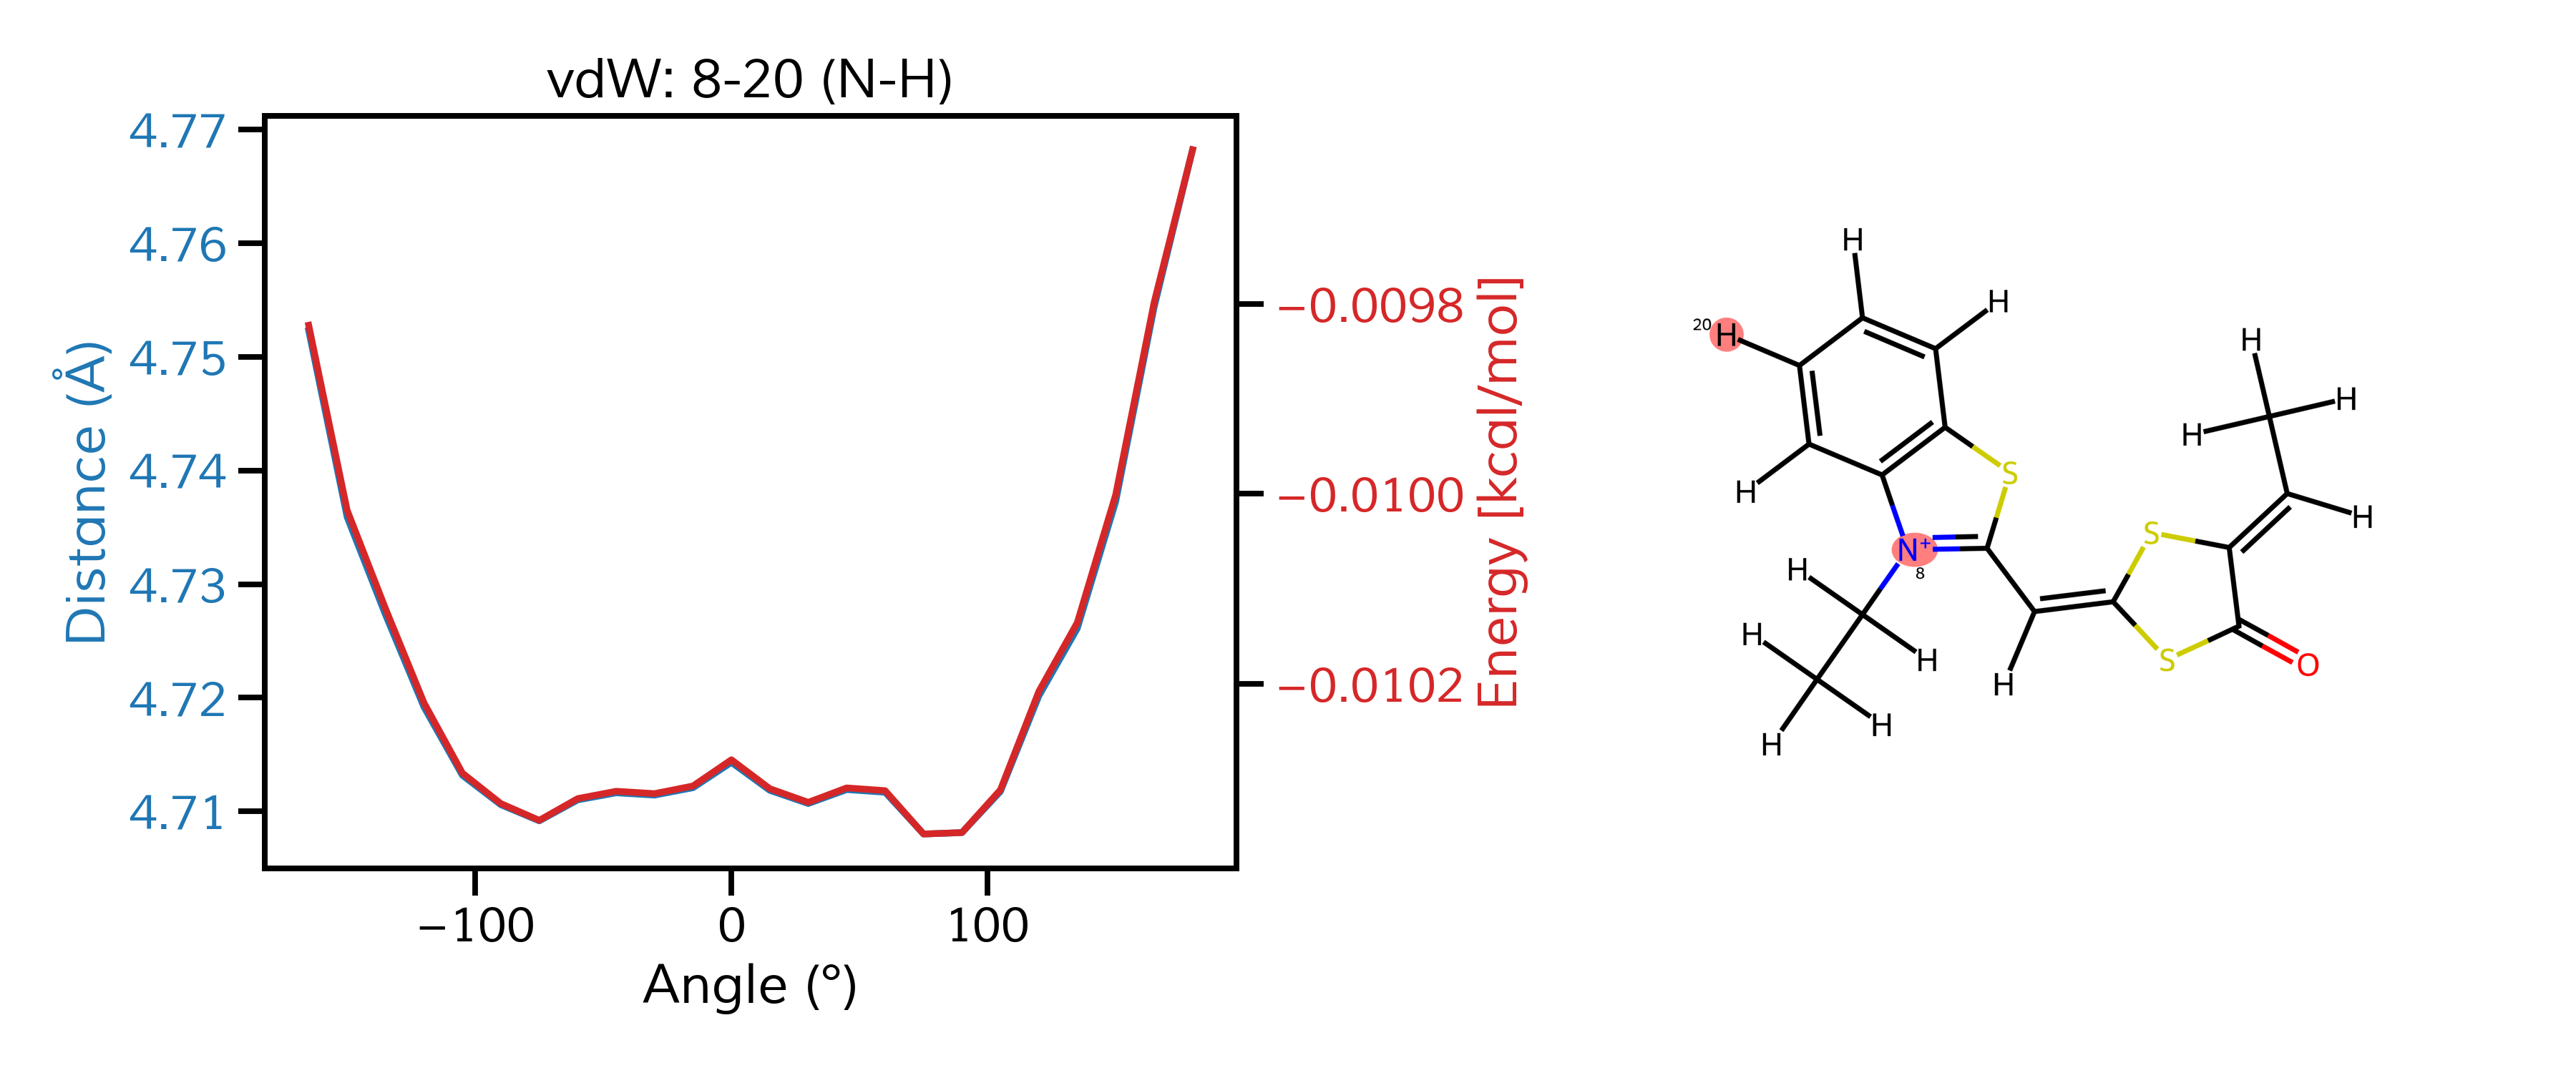 vdW: 8-20 (N-H)
4.77
4.76
4.75
4.74
4.73
4.72
4.71
Distance (Å)
−100
0
100
Angle (°)
−0.0098
−0.0100
−0.0102
Energy [kcal/mol]
H
H
20 H
H
H
H
H
S
S
H
N+
8
H
H
H
S
O
H
H
H
H